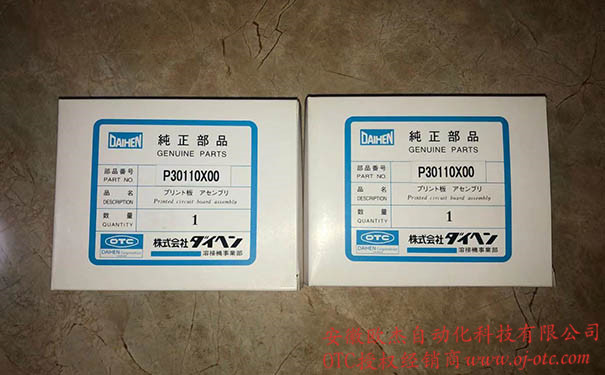 DAIHEN 純正部品
GENUINE PARTS
部品番号
PART NO.
P30110X00
品 名
DESCRIPTION
プリント板 アセンブリ
Printed circuit board assembly
数 量
QUANTITY
1
OTC
DAIHEN Corporation
株式会社ダイヘン
溶接機事業部
DAIHEN 純正部品
GENUINE PARTS
部品番号
PART NO.
P30110X00
品 名
DESCRIPTION
プリント板 アセンブリ
Printed circuit board assembly
数 量
QUANTITY
1
OTC
DAIHEN Corporation
株式会社ダイヘン
溶接機事業部
安徽欧杰自动化科技有限公司
OTC授权经销商www.oj-otc.com